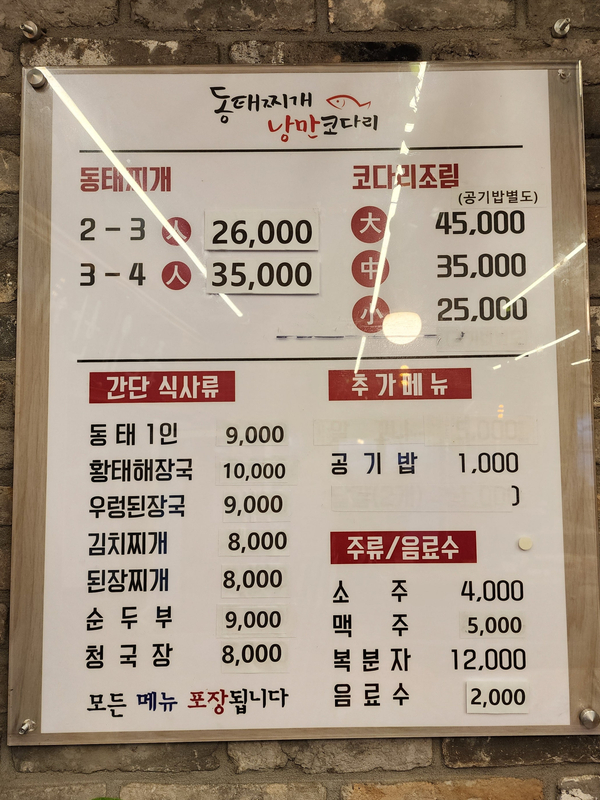 동태찌개
낭만코다리
동태찌개
2-3 人 26,000
3-4 人 35,000
코다리조림
(공기밥별도)
大 45,000
中 35,000
小 25,000
간단 식사류
동태 1인 9,000
황태해장국 10,000
우렁된장국 9,000
김치찌개 8,000
된장찌개 8,000
순두부 9,000
청국장 8,000
모든 메뉴 포장됩니다
추가메뉴
공기밥 1,000
주류/음료수
소주 4,000
맥주 5,000
복분자 12,000
음료수 2,000